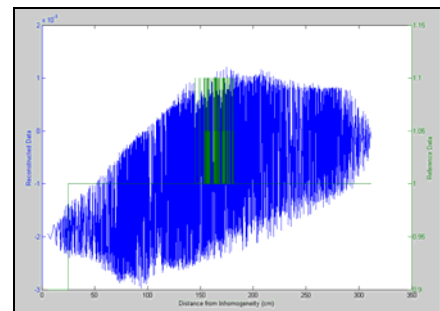 x 10⁻³
2
1
0
-1
-2
-3
Reconstructed Data
1.15
1.1
1.05
1
0.95
0.9
Reference Data
0 50 100 150 200 250 300 350
Distance from Inhomogeneity (cm)